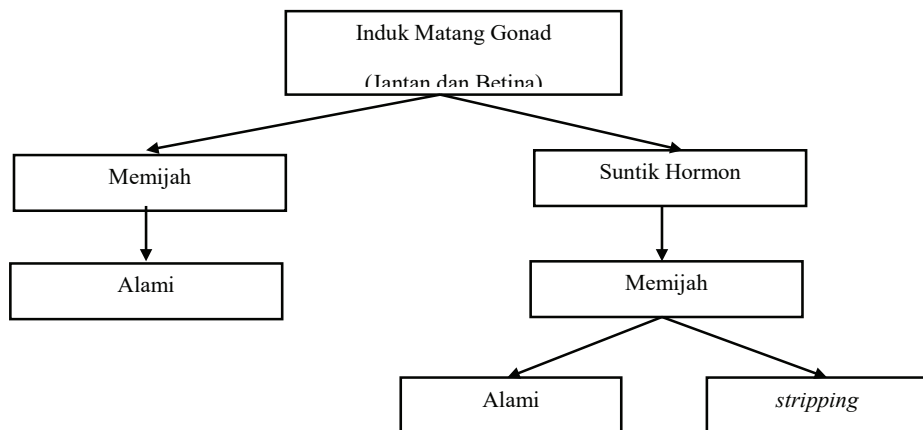 Induk Matang Gonad
(Jantan dan Betina)
Memijah
Suntik Hormon
Alami
Memijah
Alami
stripping